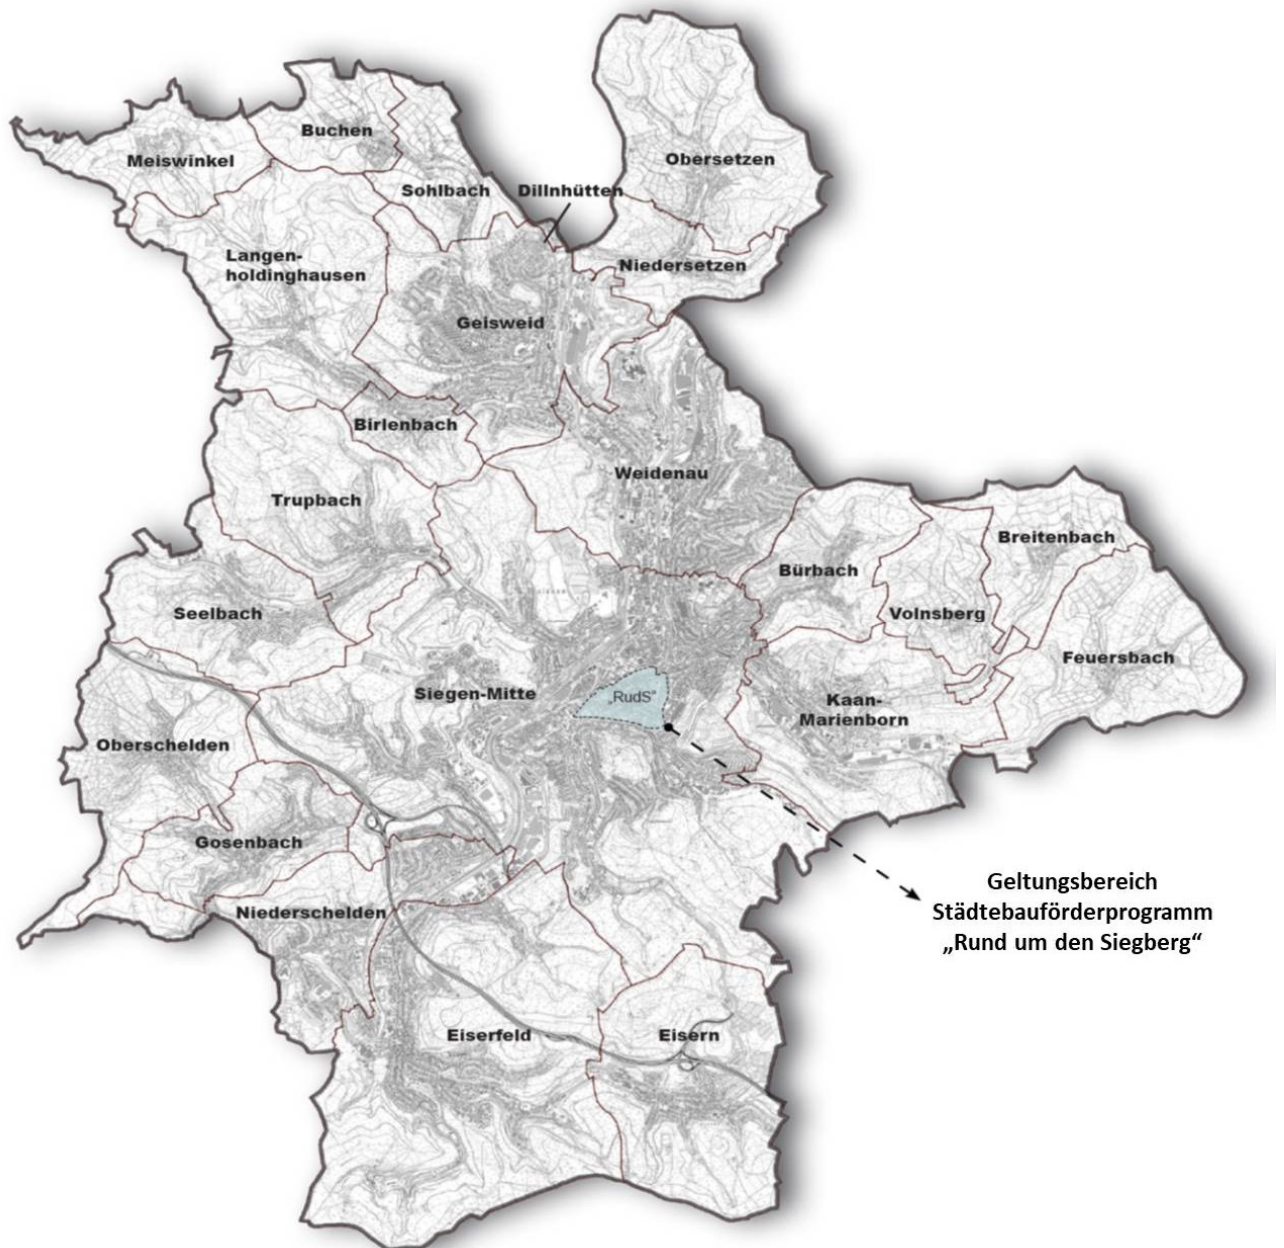 Buchen
Meiswinkel
Obersetzen
Sohlbach
Dillnhütten
Langen-
holdinghausen
Niedersetzen
Geisweid
Birlenbach
Weidenau
Trupbach
Breitenbach
Bürbach
Seelbach
Volnsberg
Feuersbach
Siegen-Mitte
„RudS“
Kaan-
Marienborn
Oberschelden
Gosenbach
Niederschelden
Geltungsbereich
Städtebauförderprogramm
„Rund um den Siegberg“
Eiserfeld
Eisern